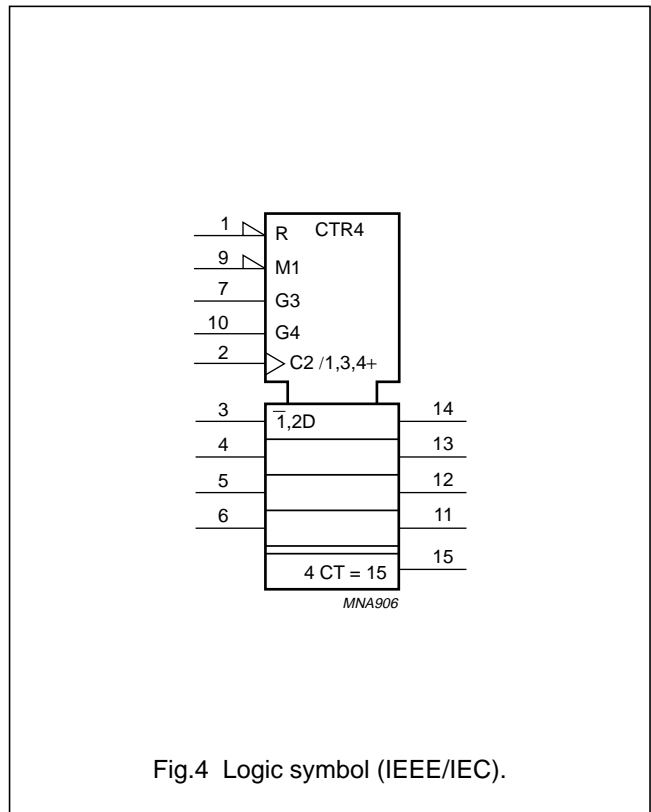 1 R CTR4
9 M1
7 G3
10 G4
2 C2 /1,3,4+
3 1̅,2D 14
4 13
5 12
6 11
4 CT = 15 15
MNA906
Fig.4 Logic symbol (IEEE/IEC).